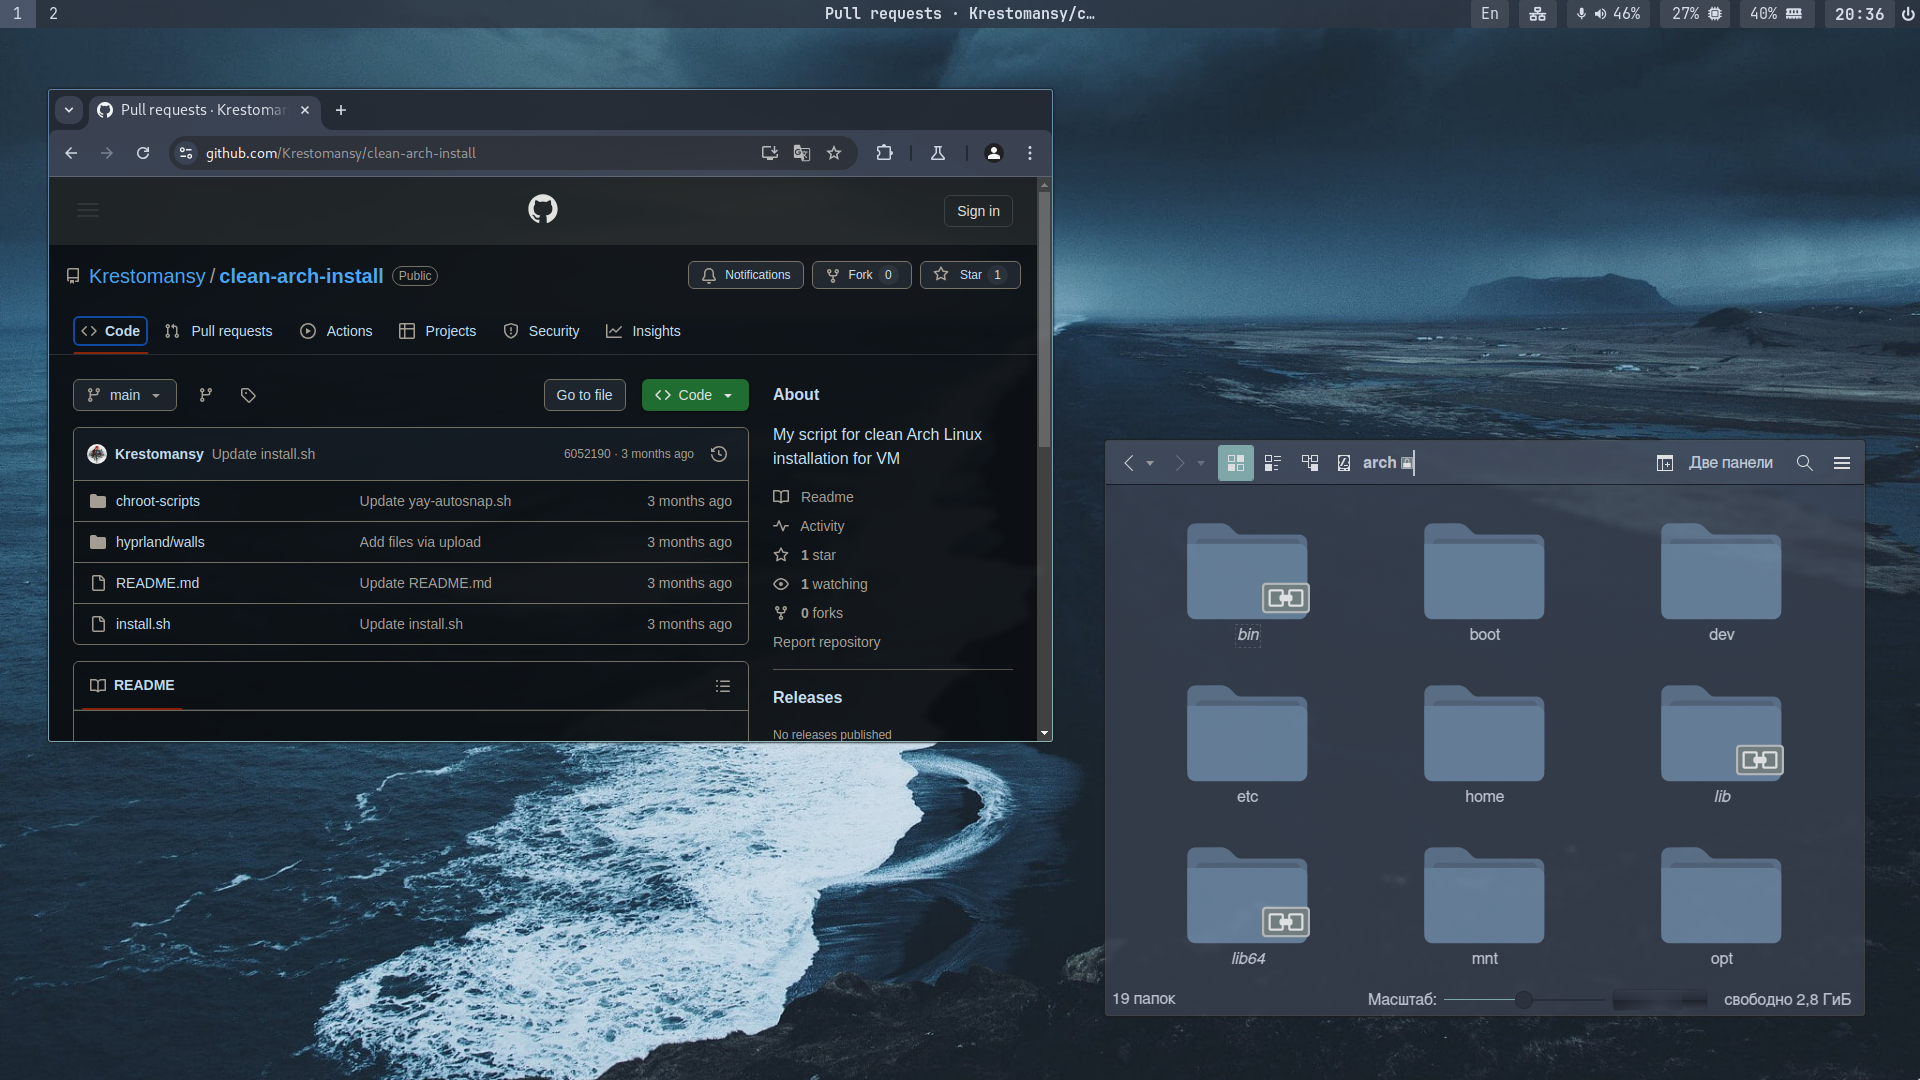 1 2 Pull requests · Krestomansy/c… En 46% 27% 40% 20:36
Pull requests · Krestoman
github.com/Krestomansy/clean-arch-install
Sign in
Krestomansy / clean-arch-install Public Notifications Fork 0 Star 1
Code Pull requests Actions Projects Security Insights
main Go to file Code
Krestomansy Update install.sh 6052190 · 3 months ago
chroot-scripts Update yay-autosnap.sh 3 months ago
hyprland/walls Add files via upload 3 months ago
README.md Update README.md 3 months ago
install.sh Update install.sh 3 months ago
README
About
My script for clean Arch Linux
installation for VM
Readme
Activity
1 star
1 watching
0 forks
Report repository
Releases
No releases published
arch Две панели
bin boot dev
etc home lib
lib64 mnt opt
19 папок Масштаб: свободно 2,8 ГиБ